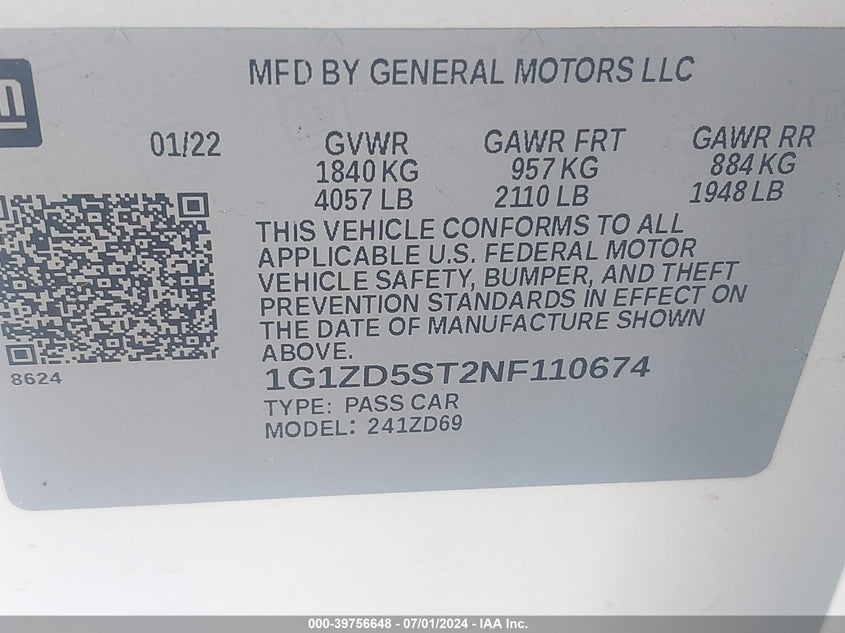 gm
MFD BY GENERAL MOTORS LLC
01/22 GVWR GAWR FRT GAWR RR
1840 KG 957 KG 884 KG
4057 LB 2110 LB 1948 LB
THIS VEHICLE CONFORMS TO ALL
APPLICABLE U.S. FEDERAL MOTOR
VEHICLE SAFETY, BUMPER, AND THEFT
PREVENTION STANDARDS IN EFFECT ON
THE DATE OF MANUFACTURE SHOWN
ABOVE.
8624
1G1ZD5ST2NF110674
TYPE: PASS CAR
MODEL: 241ZD69
000-39756648 - 07/01/2024 - IAA Inc.